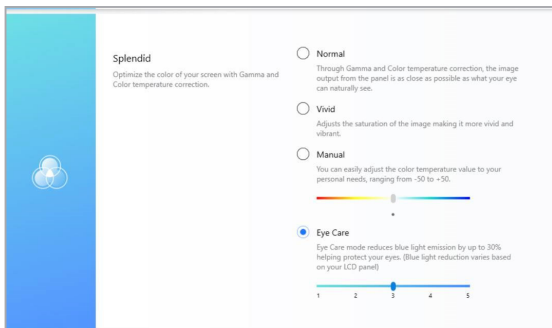 Splendid
Optimize the color of your screen with Gamma and
Color temperature correction.
Normal
Through Gamma and Color temperature correction, the image
output from the panel is as close as possible as what your eye
can naturally see.
Vivid
Adjusts the saturation of the image making it more vivid and
vibrant.
Manual
You can easily adjust the color temperature value to your
personal needs, ranging from -50 to +50.
Eye Care
Eye Care mode reduces blue light emission by up to 30%
helping protect your eyes. (Blue light reduction varies based
on your LCD panel)
1 2 3 4 5